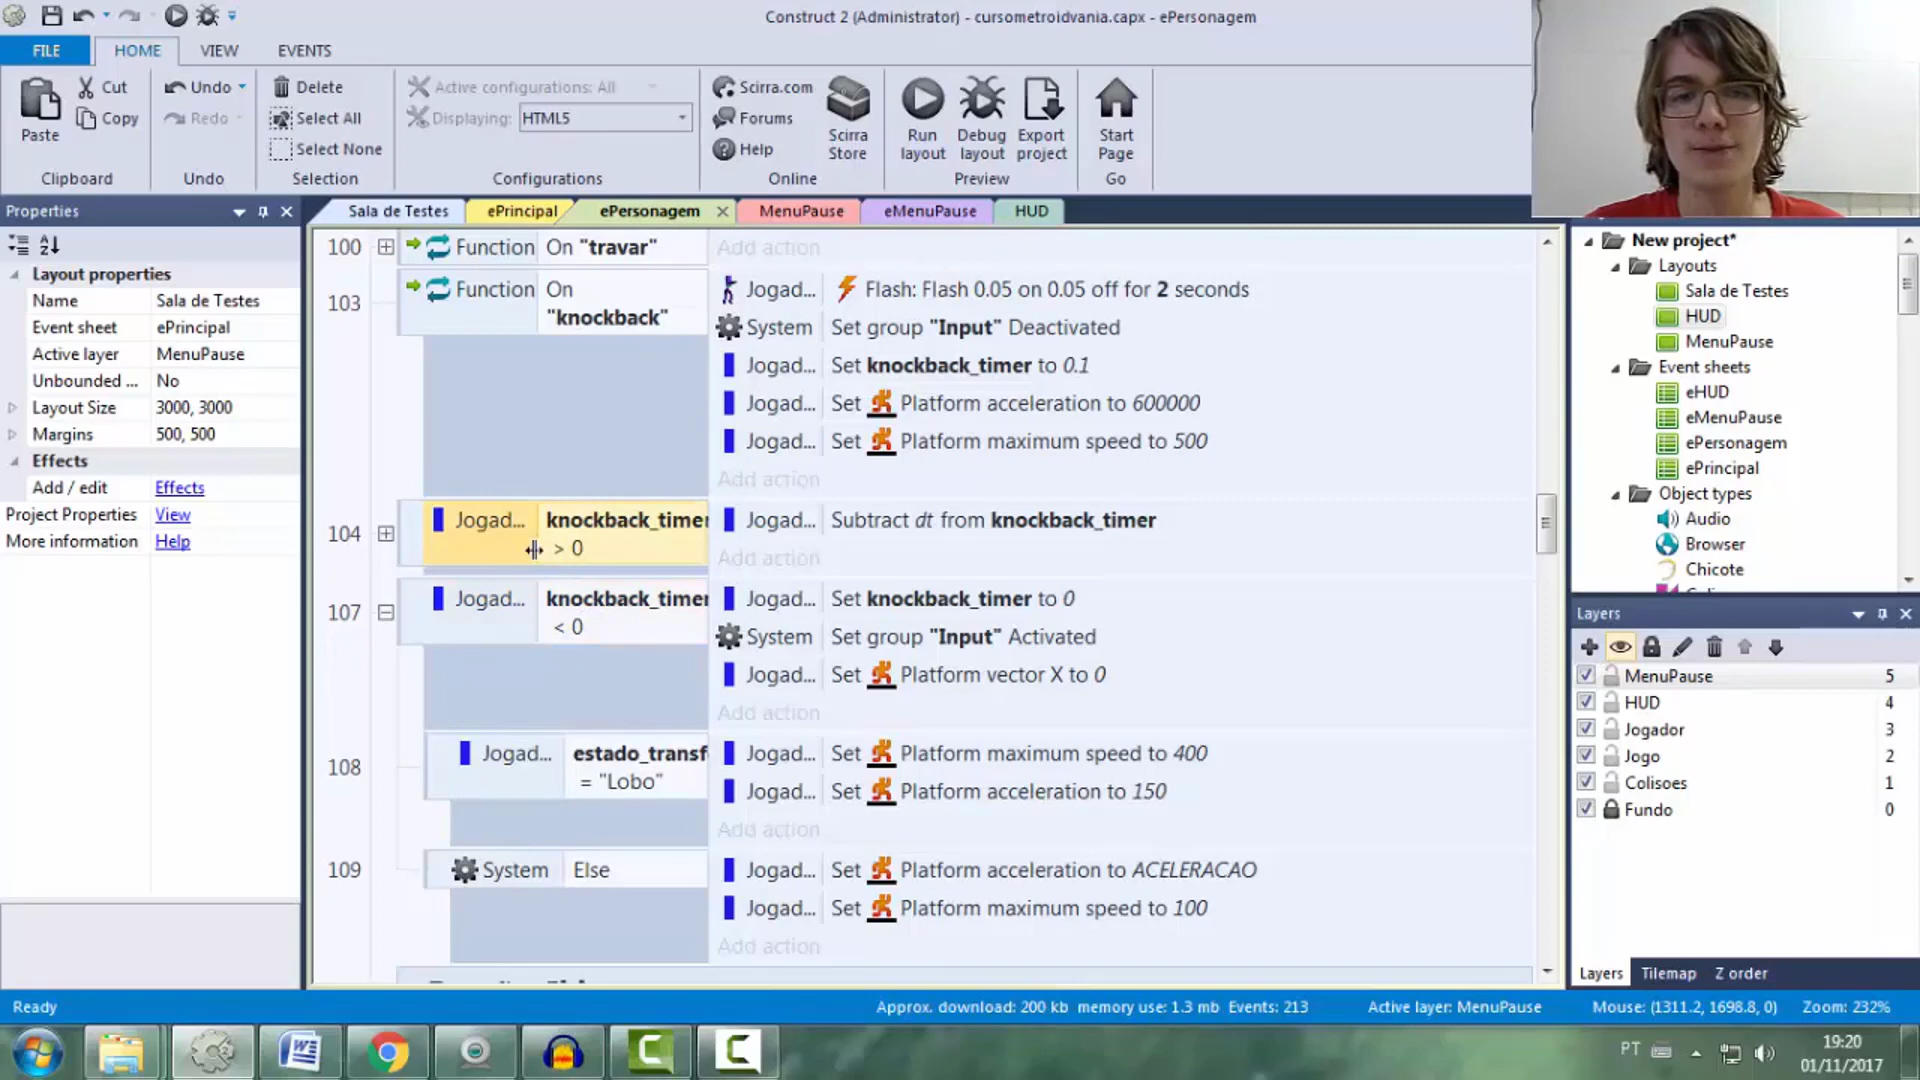 Construct 2 (Administrator) - cursometroidvania.capx - ePersonagem
FILE HOME VIEW EVENTS
Paste
Cut
Copy
Clipboard
Undo
Redo
Undo
Delete
Select All
Select None
Selection
Active configurations: All
Displaying: HTML5
Configurations
Scirra.com
Forums
Help
Scirra Store
Online
Run layout
Debug layout
Export project
Preview
Start Page
Go
Properties
Layout properties
Name Sala de Testes
Event sheet ePrincipal
Active layer MenuPause
Unbounded ... No
Layout Size 3000, 3000
Margins 500, 500
Effects
Add / edit Effects
Project Properties View
More information Help
Sala de Testes ePrincipal ePersonagem MenuPause eMenuPause HUD
100 Function On "travar" Add action
103 Function On "knockback"
Jogad... Flash: Flash 0.05 on 0.05 off for 2 seconds
System Set group "Input" Deactivated
Jogad... Set knockback_timer to 0.1
Jogad... Set Platform acceleration to 600000
Jogad... Set Platform maximum speed to 500
Add action
104 Jogad... knockback_timer > 0
Jogad... Subtract dt from knockback_timer
Add action
107 Jogad... knockback_timer < 0
Jogad... Set knockback_timer to 0
System Set group "Input" Activated
Jogad... Set Platform vector X to 0
Add action
108 Jogad... estado_transf = "Lobo"
Jogad... Set Platform maximum speed to 400
Jogad... Set Platform acceleration to 150
Add action
109 System Else
Jogad... Set Platform acceleration to ACELERACAO
Jogad... Set Platform maximum speed to 100
Add action
New project*
Layouts
Sala de Testes
HUD
MenuPause
Event sheets
eHUD
eMenuPause
ePersonagem
ePrincipal
Object types
Audio
Browser
Chicote
Layers
MenuPause 5
HUD 4
Jogador 3
Jogo 2
Colisoes 1
Fundo 0
Layers Tilemap Z order
Ready
Approx. download: 200 kb memory use: 1.3 mb Events: 213
Active layer: MenuPause
Mouse: (1311.2, 1698.8, 0)
Zoom: 232%
PT
19:20
01/11/2017